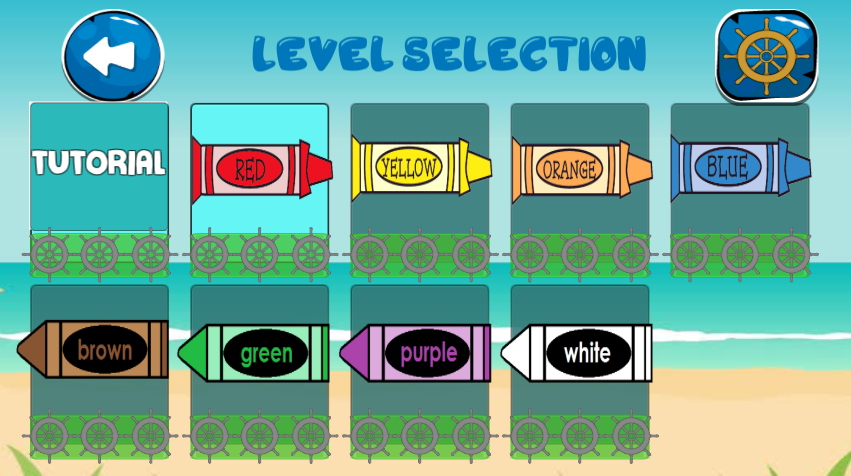 LEVEL SELECTION
TUTORIAL
RED
YELLOW
ORANGE
BLUE
brown
green
purple
white